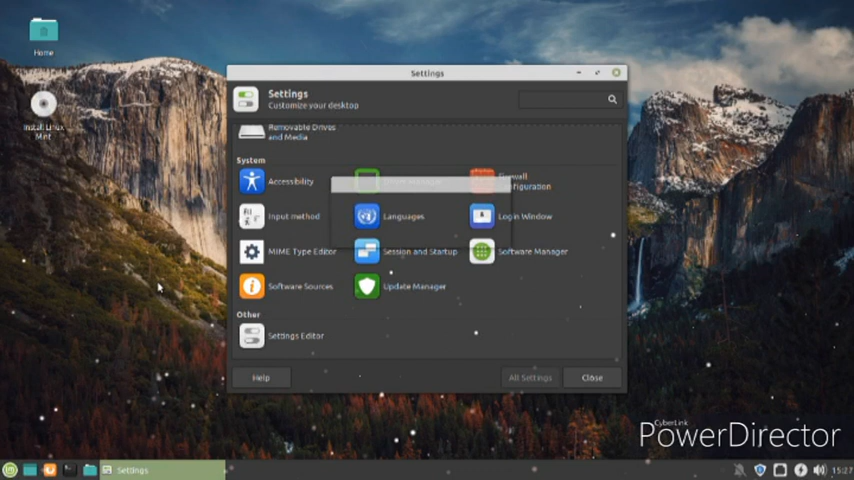 Home
Install Linux
Mint
Settings
Settings
Customize your desktop
Removable Drives
and Media
System
Accessibility
Firewall
Configuration
Input method
Languages
Login Window
MIME Type Editor
Session and Startup
Software Manager
Software Sources
Update Manager
Other
Settings Editor
Help
All Settings
Close
CyberLink
PowerDirector
Settings
15:27